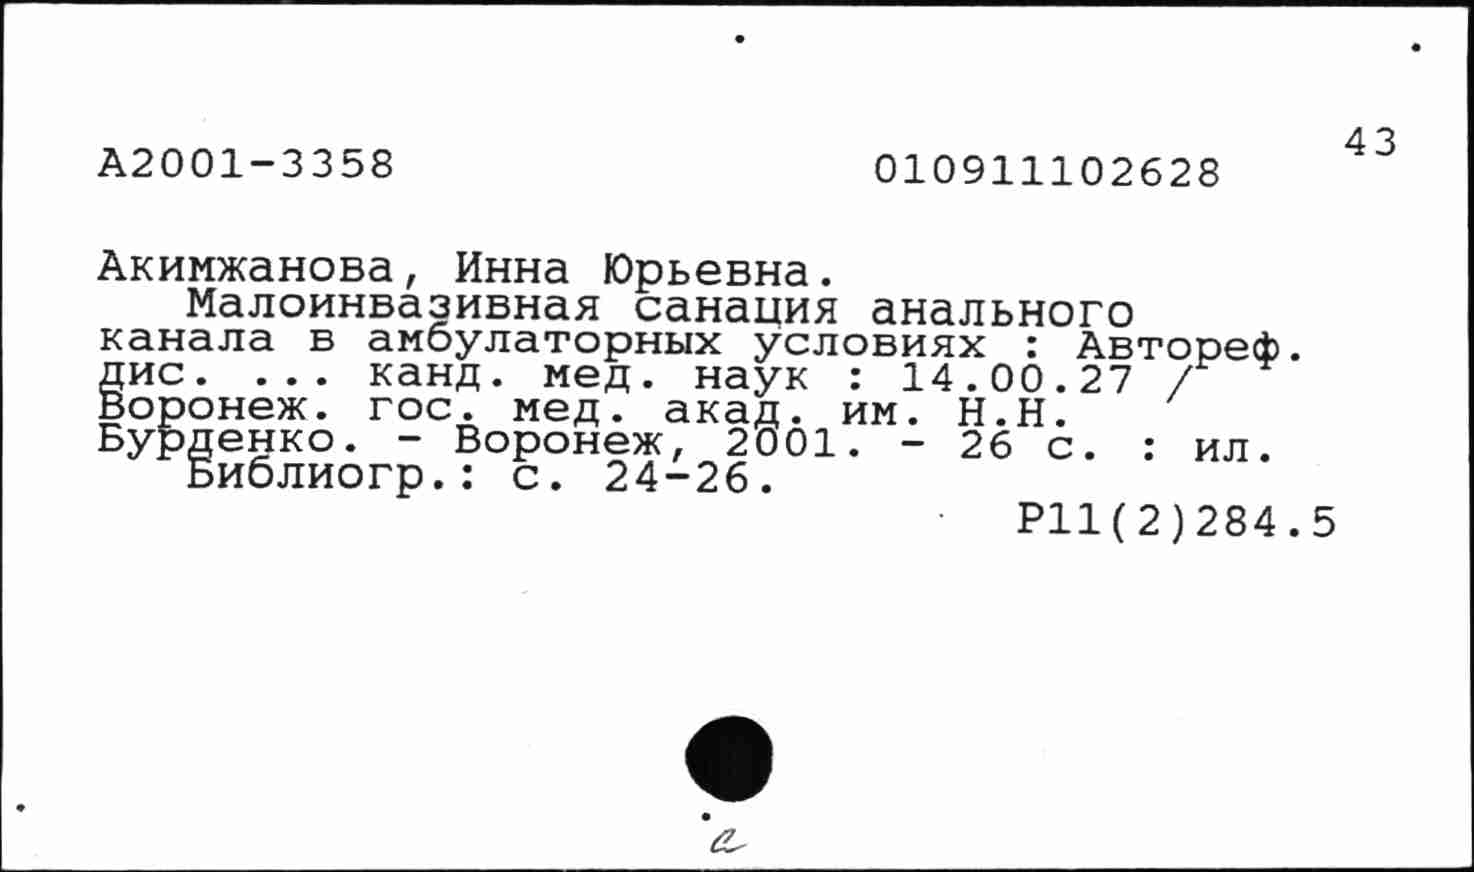 43
А2001-3358 010911102628
Акимжанова, Инна Юрьевна.
Малоинвазивная санация анального
канала в амбулаторных условиях : Автореф.
дис. ... канд. мед. наук : 14.00.27 /
Воронеж. гос. мед. акад. им. Н.Н.
Бурденко. - Воронеж, 2001. - 26 с. : ил.
Библиогр.: с. 24-26.
Р11(2)284.5
а